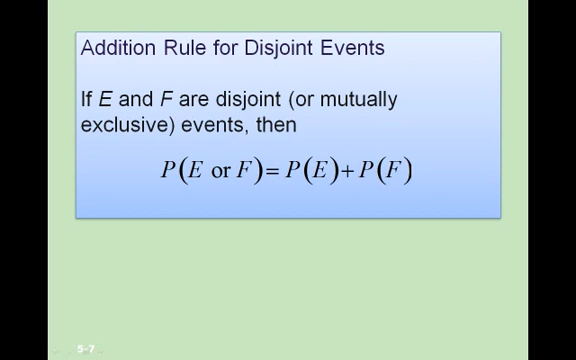 Addition Rule for Disjoint Events
If E and F are disjoint (or mutually
exclusive) events, then
P(E or F)= P(E)+P(F)
5-7